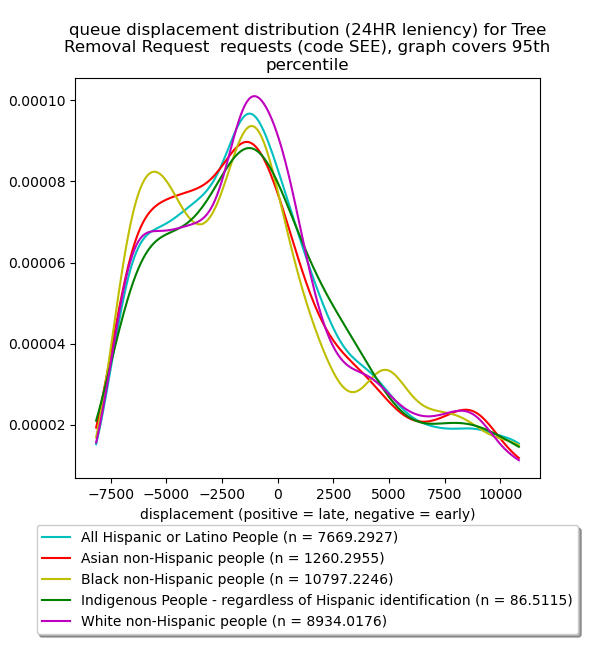 queue displacement distribution (24HR leniency) for Tree
Removal Request  requests (code SEE), graph covers 95th
percentile
0.00010
0.00008
0.00006
0.00004
0.00002
−7500 −5000 −2500 0 2500 5000 7500 10000
displacement (positive = late, negative = early)
All Hispanic or Latino People (n = 7669.2927)
Asian non-Hispanic people (n = 1260.2955)
Black non-Hispanic people (n = 10797.2246)
Indigenous People - regardless of Hispanic identification (n = 86.5115)
White non-Hispanic people (n = 8934.0176)